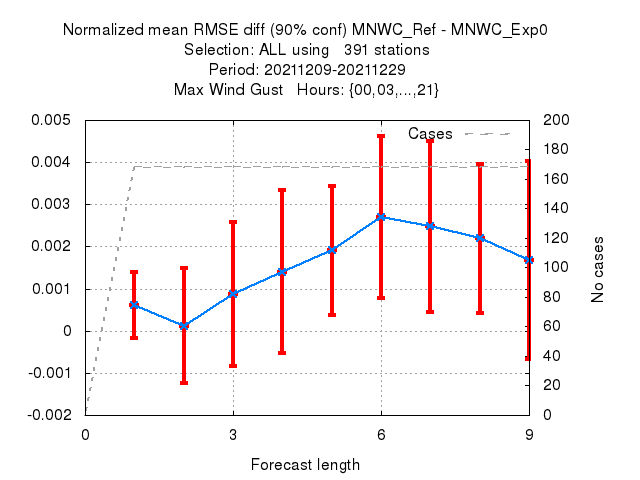 Normalized mean RMSE diff (90% conf) MNWC_Ref - MNWC_Exp0
Selection: ALL using   391 stations
Period: 20211209-20211229
Max Wind Gust   Hours: {00,03,...,21}
Cases
0.005
0.004
0.003
0.002
0.001
0
-0.001
-0.002
200
180
160
140
120
100
80
60
40
20
0
No cases
0 3 6 9
Forecast length